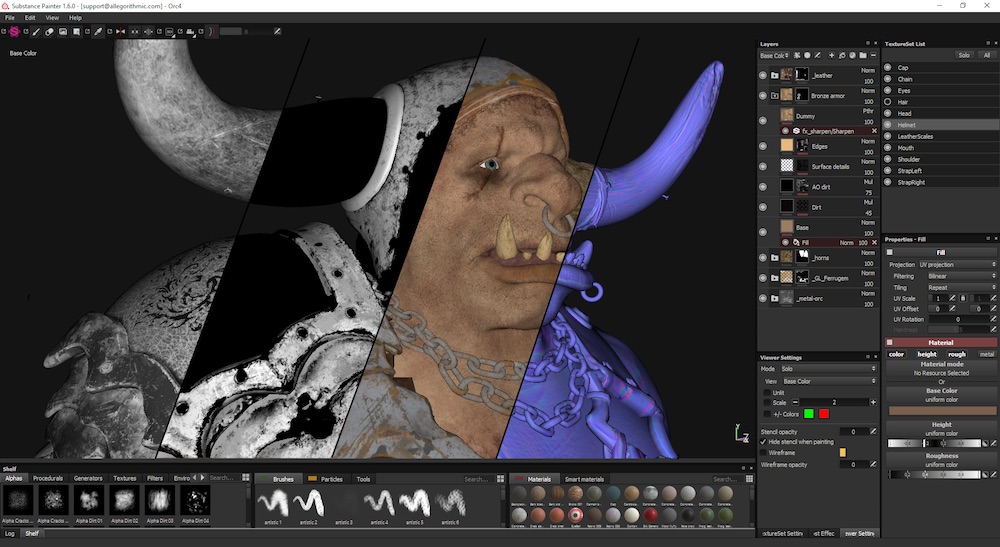 Substance Painter 1.6.0 - [support@allegorithmic.com] - Orc4
File Edit View Help
Base Color
Layers
Base Colr
_leather Norm 100
Bronze armor Norm 100
Dummy Pthr 100
fx_sharpen/Sharpen
Edges Norm 100
Surface details Norm 100
AO dirt Mul 75
Dirt Mul 45
Base Norm 100
Fill Norm 100
_horns Norm 100
_GL_Ferrugem Norm 100
_metal-orc Norm 100
Viewer Settings
Mode Solo
View Base Color
Unlit
Scale 2
+/- Colors
Stencil opacity 0
Hide stencil when painting
Wireframe
Wireframe opacity 0
TextureSet List
Solo All
Cap
Chain
Eyes
Hair
Head
Helmet
LeatherScales
Mouth
Shoulder
StrapLeft
StrapRight
Properties - Fill
Fill
Projection UV projection
Filtering Bilinear
Tiling Repeat
UV Scale 1 1
UV Offset 0 0
UV Rotation 0
Hardness
Material
color height rough metal
Material mode
No Resource Selected
Or
Base Color
uniform color
Height
uniform color
Roughness
uniform color
Shelf
Alphas Procedurals Generators Textures Filters Enviro Search...
Alpha Cracks ... Alpha Cracks ... Alpha Dirt 01 Alpha Dirt 02 Alpha Dirt 03 Alpha Dirt 04
Brushes Particles Tools Search...
artistic 1 artistic 2 artistic 3 artistic 4 artistic 5 artistic 6
Materials Smart materials Search...
Log Shelf
extureSet Settin st Effec wer Settin
Y
Z